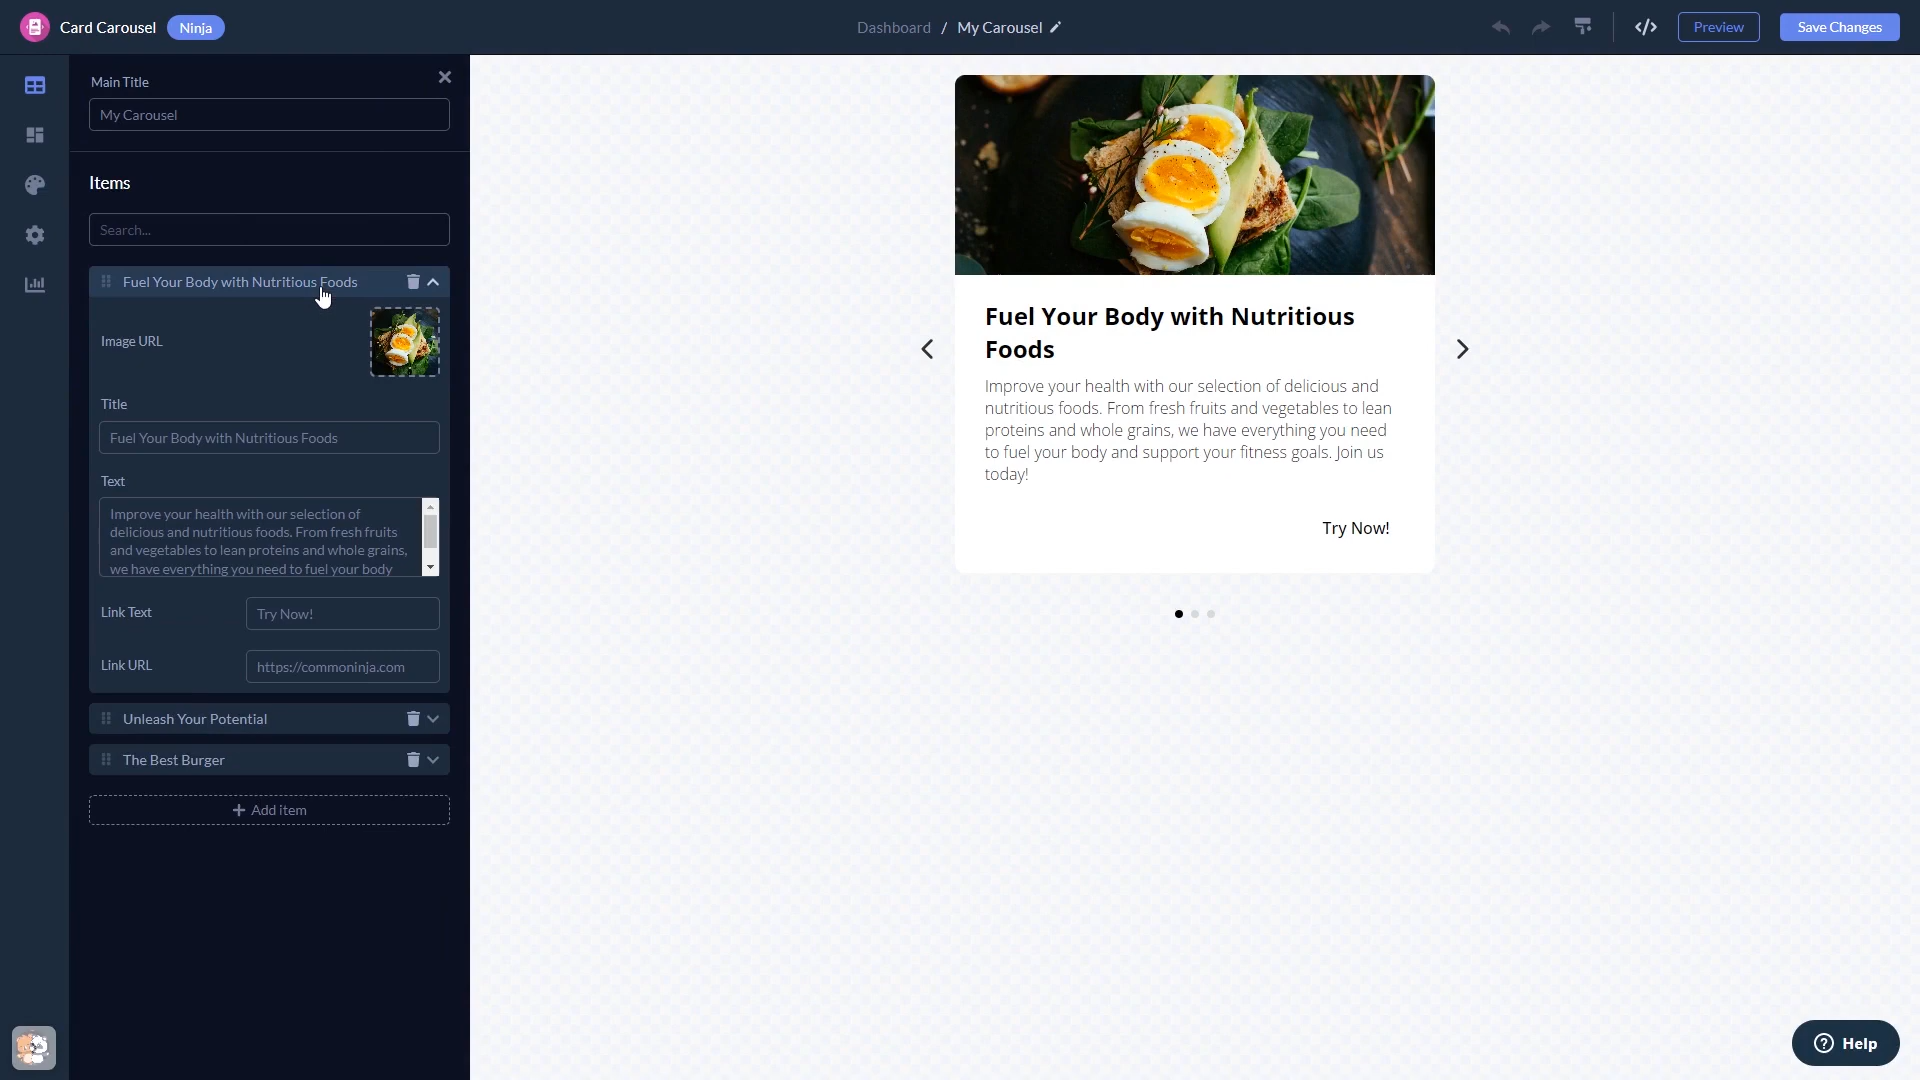 Card Carousel
Ninja
Dashboard / My Carousel
Preview
Save Changes
Main Title
My Carousel
Items
Search...
Fuel Your Body with Nutritious Foods
Image URL
Title
Fuel Your Body with Nutritious Foods
Text
Improve your health with our selection of
delicious and nutritious foods. From fresh fruits
and vegetables to lean proteins and whole grains,
we have everything you need to fuel your body
Link Text
Try Now!
Link URL
https://commoninja.com
Unleash Your Potential
The Best Burger
Add item
Fuel Your Body with Nutritious
Foods
Improve your health with our selection of delicious and
nutritious foods. From fresh fruits and vegetables to lean
proteins and whole grains, we have everything you need
to fuel your body and support your fitness goals. Join us
today!
Try Now!
Help